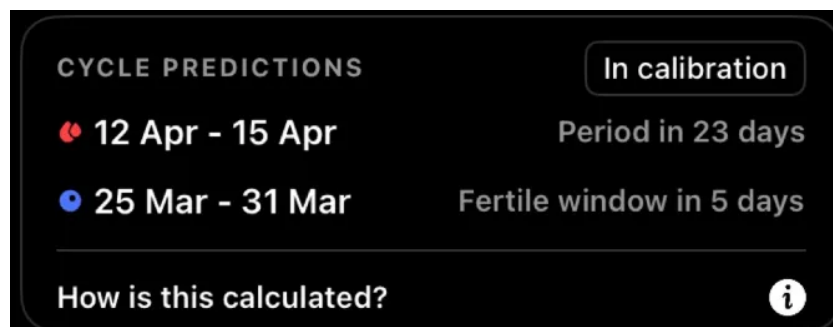 CYCLE PREDICTIONS In calibration
12 Apr - 15 Apr Period in 23 days
25 Mar - 31 Mar Fertile window in 5 days
How is this calculated?